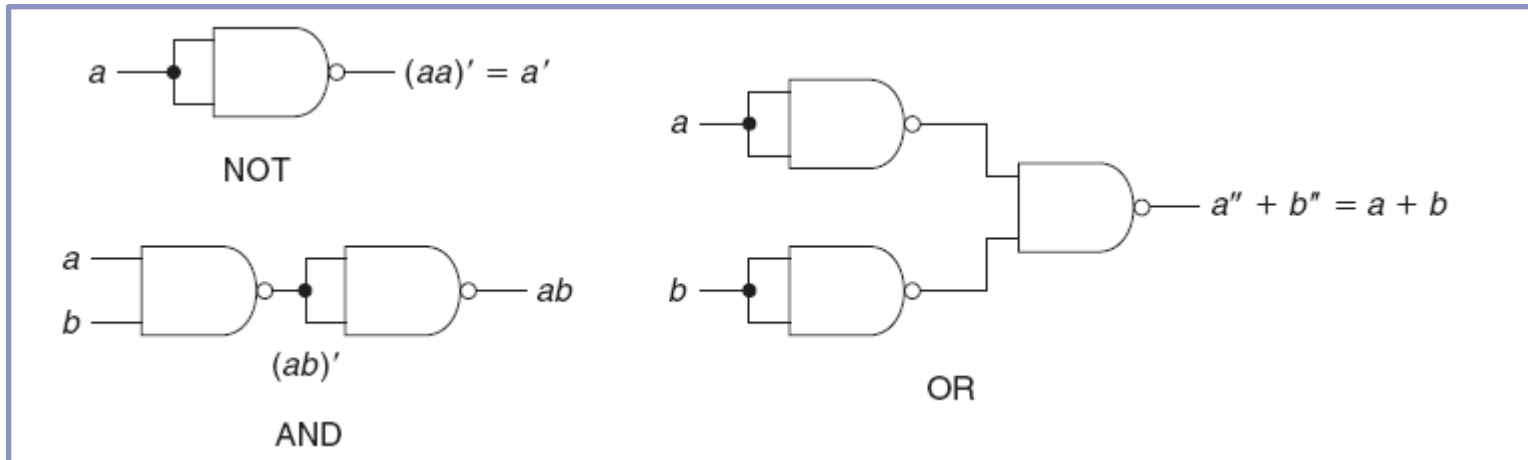 a
(aa)′ = a′
NOT
a
b
(ab)′
ab
AND
a
b
a″ + b″ = a + b
OR